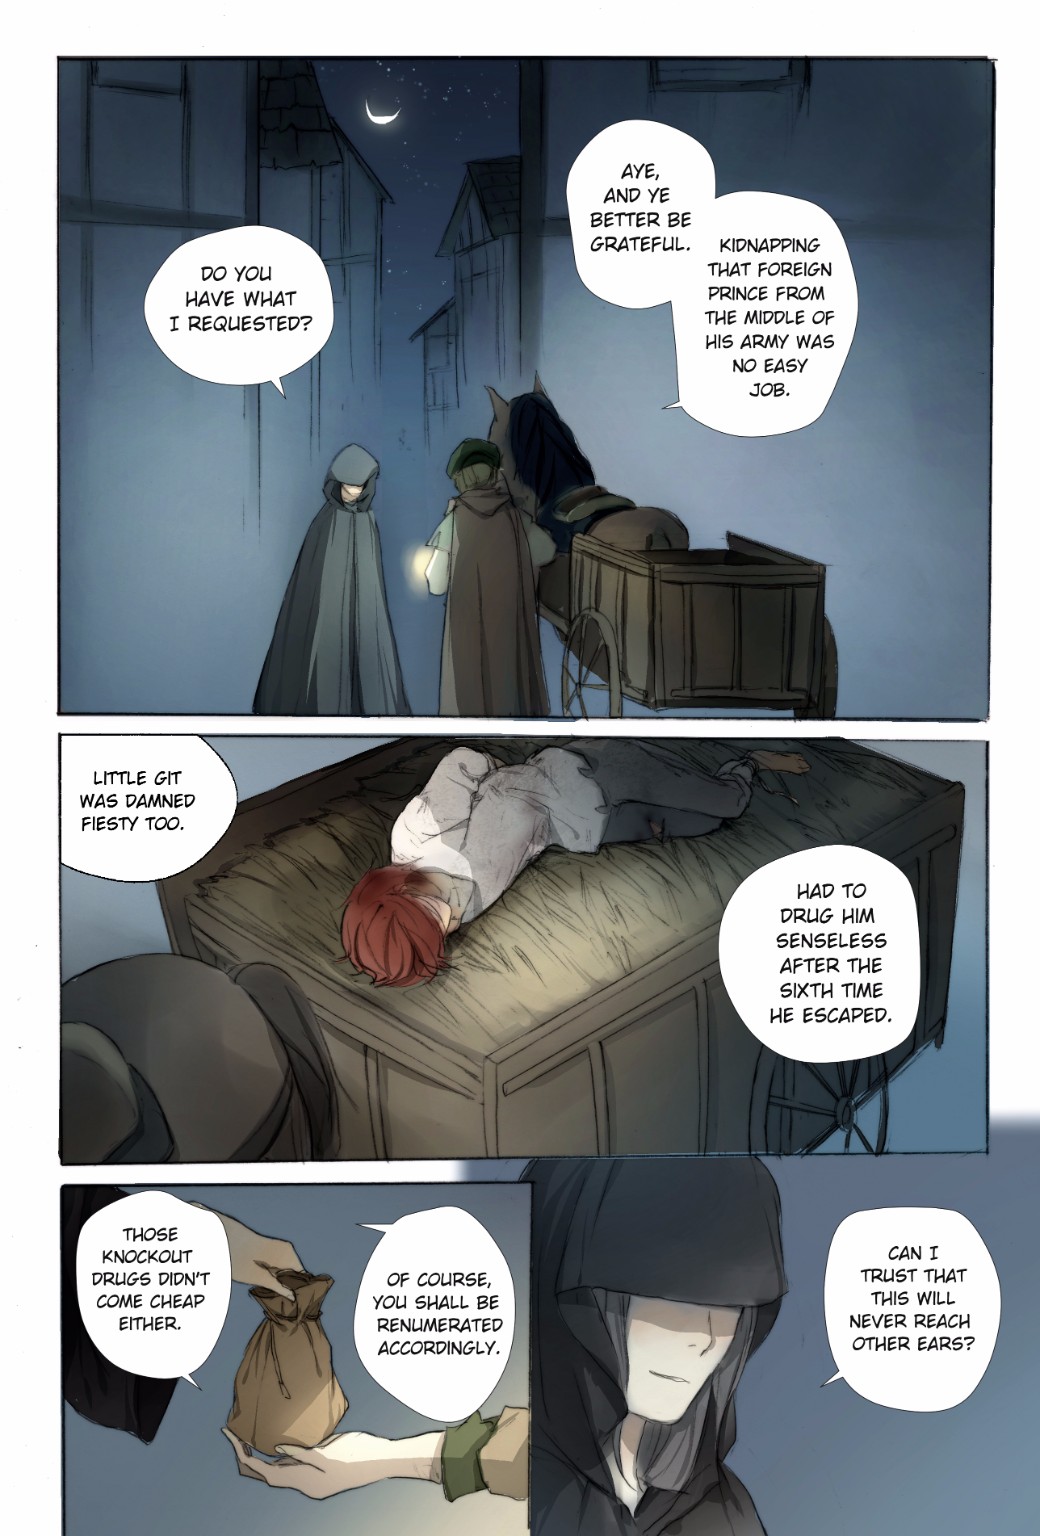 DO YOU
HAVE WHAT
I REQUESTED?
AYE,
AND YE
BETTER BE
GRATEFUL.
KIDNAPPING
THAT FOREIGN
PRINCE FROM
THE MIDDLE OF
HIS ARMY WAS
NO EASY
JOB.
LITTLE GIT
WAS DAMNED
FIESTY TOO.
HAD TO
DRUG HIM
SENSELESS
AFTER THE
SIXTH TIME
HE ESCAPED.
THOSE
KNOCKOUT
DRUGS DIDN'T
COME CHEAP
EITHER.
OF COURSE,
YOU SHALL BE
RENUMERATED
ACCORDINGLY.
CAN I
TRUST THAT
THIS WILL
NEVER REACH
OTHER EARS?